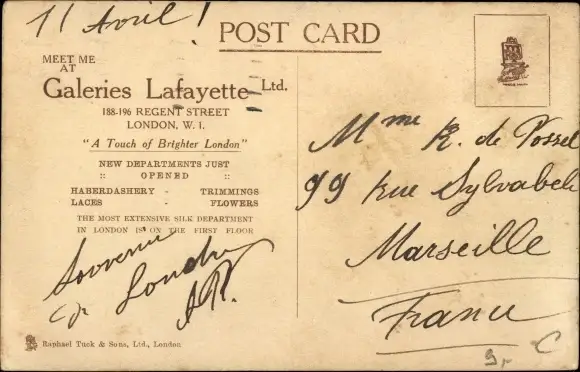 11 Avril !
POST CARD
MEET ME
AT
Galeries Lafayette Ltd.
188-196 REGENT STREET
LONDON, W. 1.
"A Touch of Brighter London"
NEW DEPARTMENTS JUST
:: OPENED ::
HABERDASHERY - TRIMMINGS
LACES - FLOWERS
THE MOST EXTENSIVE SILK DEPARTMENT
IN LONDON IS ON THE FIRST FLOOR
Souvenir
de Londres
Raphael Tuck & Sons, Ltd., London
Mme R. de Possel
99 rue Sylvabelle
Marseille
France